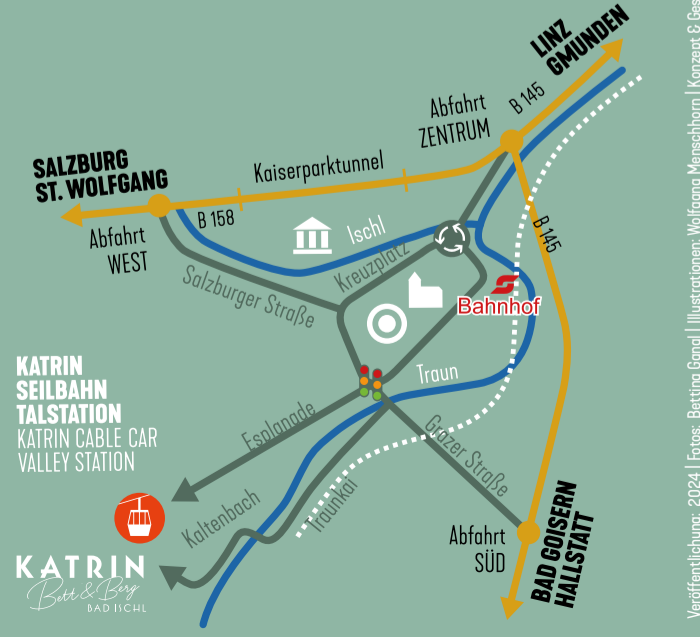 LINZ
GMUNDEN
B 145
Abfahrt
ZENTRUM
Kaiserparktunnel
SALZBURG
ST. WOLFGANG
B 158
Abfahrt
WEST
Ischl
Kreuzplatz
Salzburger Straße
B 145
Bahnhof
Traun
KATRIN
SEILBAHN
TALSTATION
KATRIN CABLE CAR
VALLEY STATION
Esplanade
Grazer Straße
Kaltenbach
Traunkai
Abfahrt
SÜD
BAD GOISERN
HALLSTATT
KATRIN
Bett & Berg
BAD ISCHL
Veröffentlichung: 2024 | Fotos: Bettina Gangl | Illustrationen: Wolfgang Menschhorn | Konzept & Ges